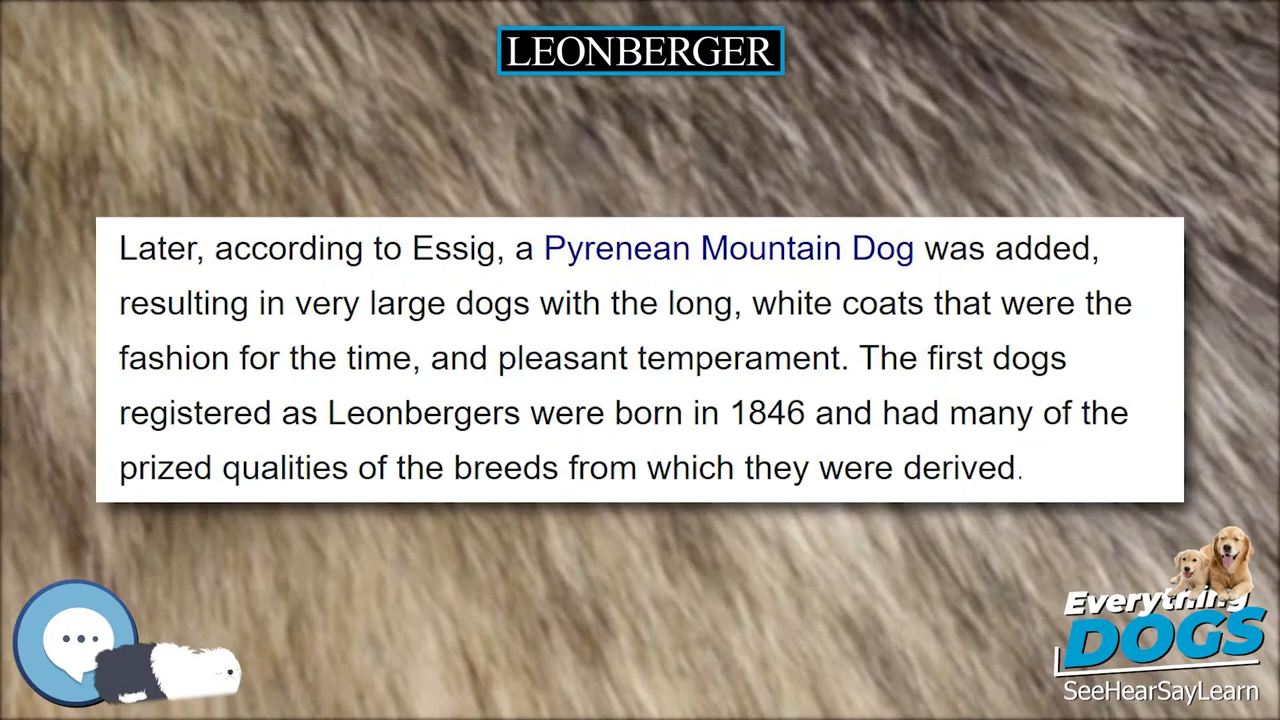 LEONBERGER
Later, according to Essig, a Pyrenean Mountain Dog was added,
resulting in very large dogs with the long, white coats that were the
fashion for the time, and pleasant temperament. The first dogs
registered as Leonbergers were born in 1846 and had many of the
prized qualities of the breeds from which they were derived.
Everything
DOGS
SeeHearSayLearn